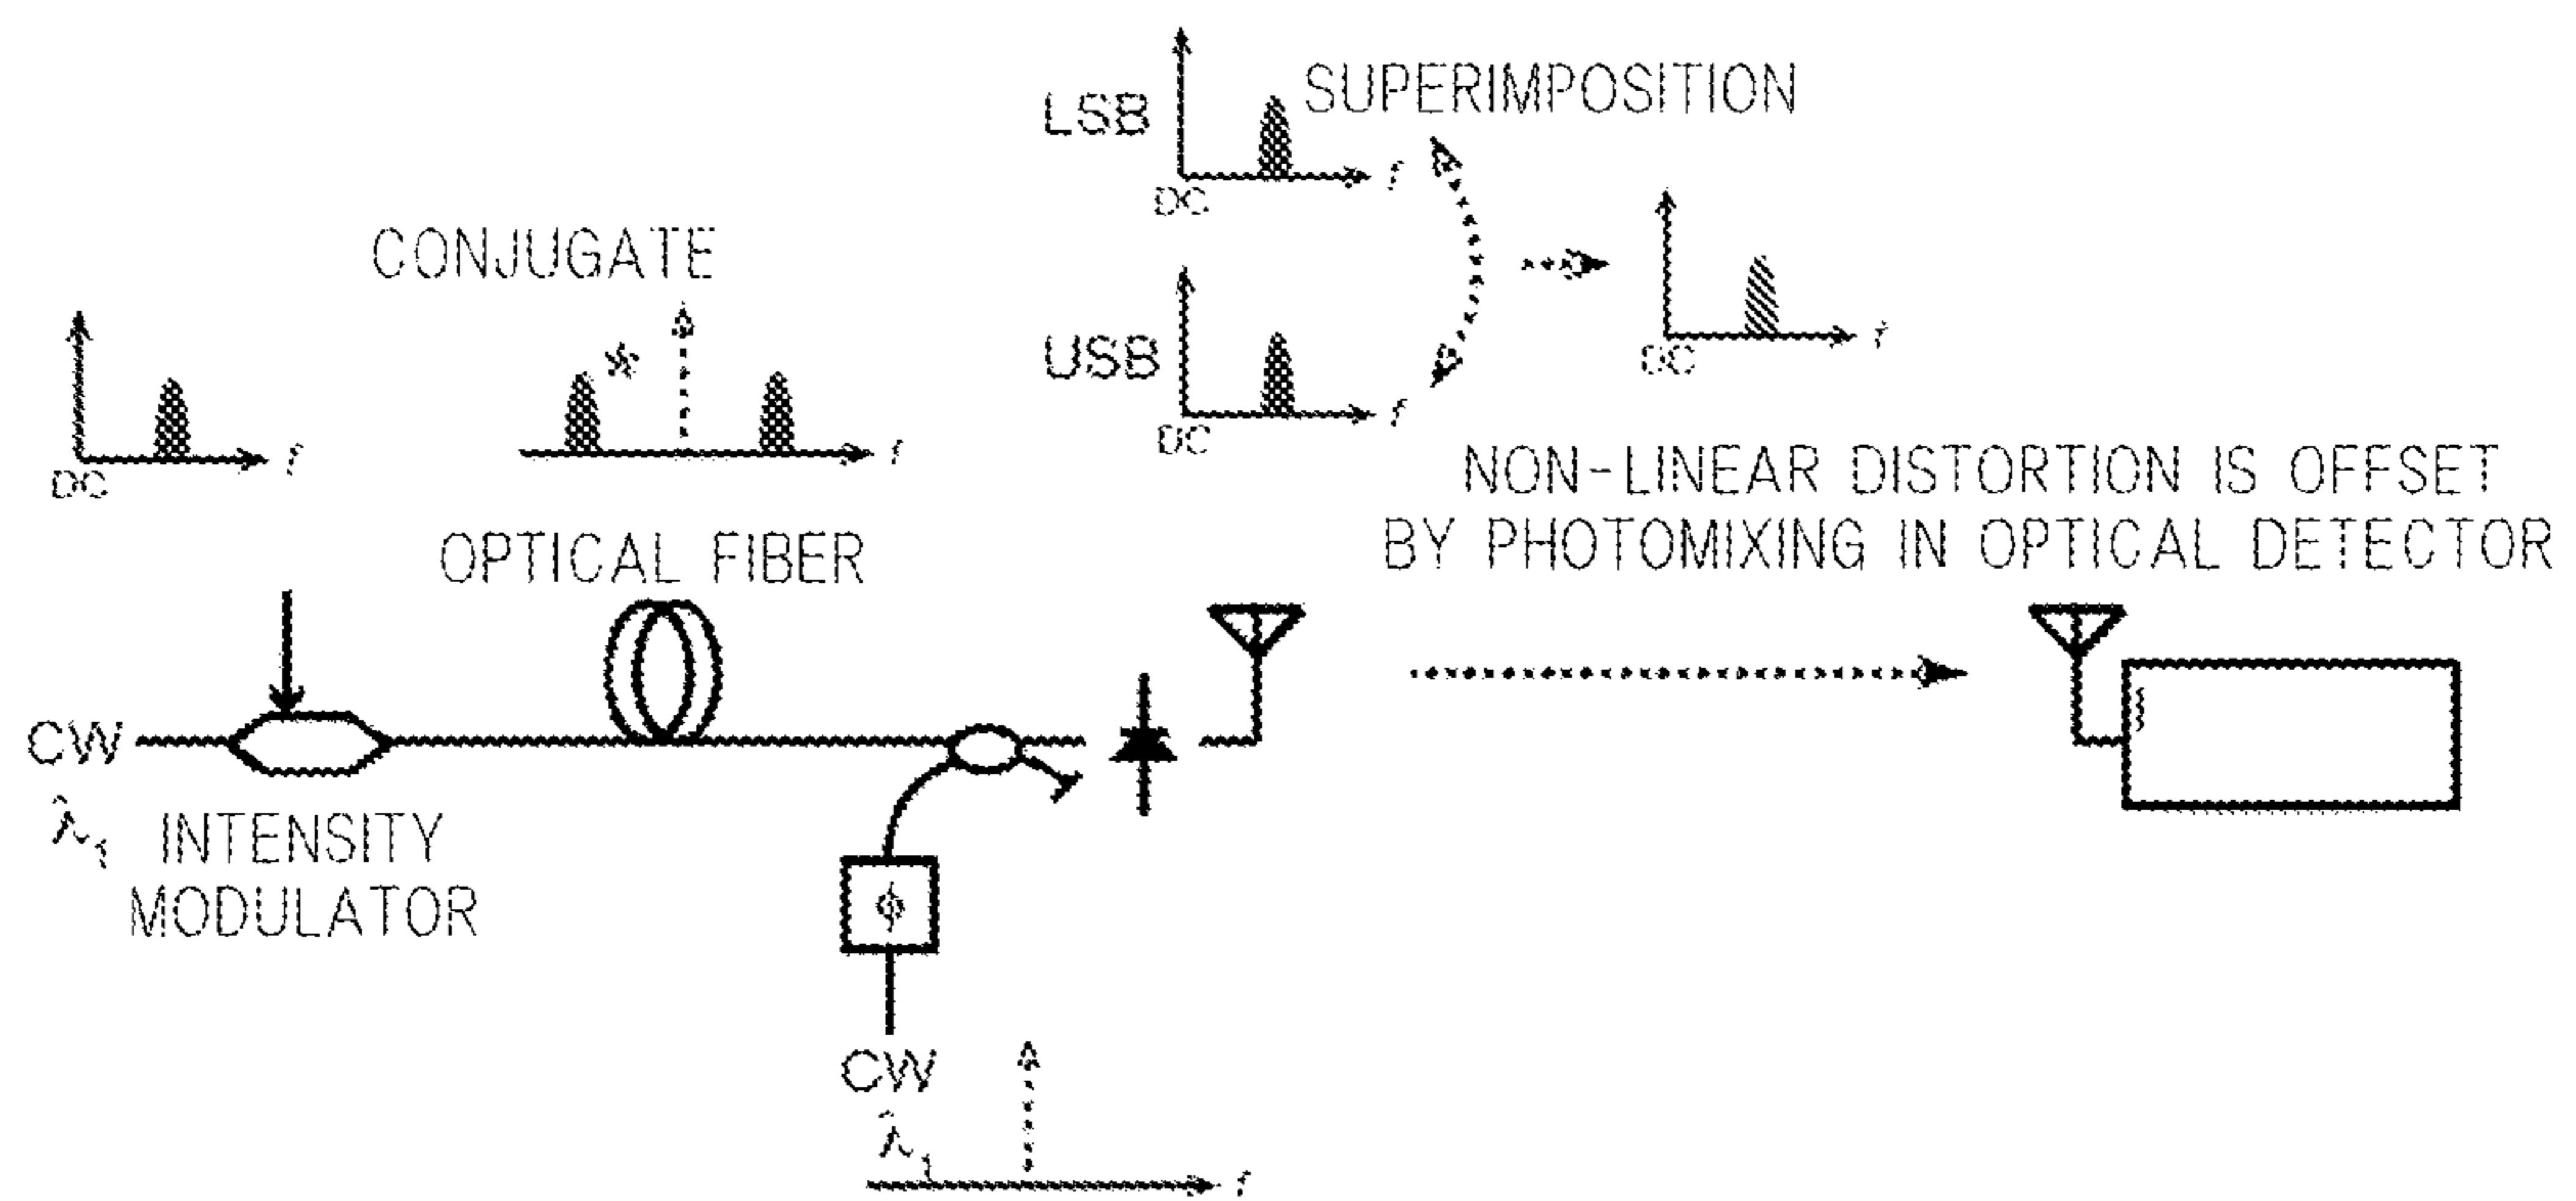 LSB
SUPERIMPOSITION
f
DC
CONJUGATE
*
USB
f
DC
f
DC
f
DC
f
NON-LINEAR DISTORTION IS OFFSET
BY PHOTOMIXING IN OPTICAL DETECTOR
OPTICAL FIBER
CW
λ1
INTENSITY
MODULATOR
ϕ
CW
λ1
f